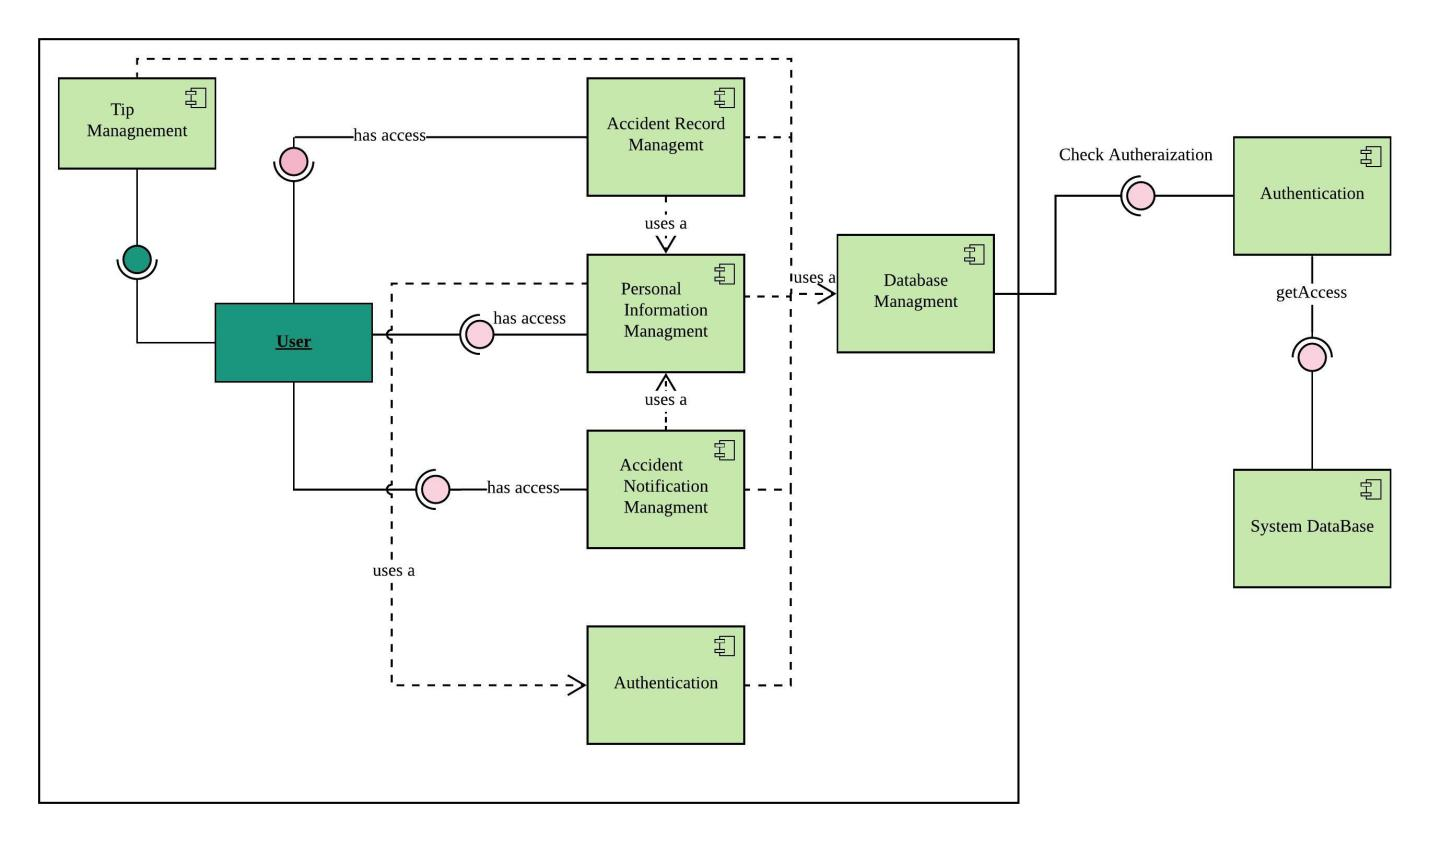 Tip
Managnement
has access
Accident Record
Managemt
Check Autheraization
Authentication
uses a
Personal
Information
Managment
has access
uses a
Database
Managment
getAccess
User
uses a
Accident
Notification
Managment
has access
System DataBase
uses a
Authentication